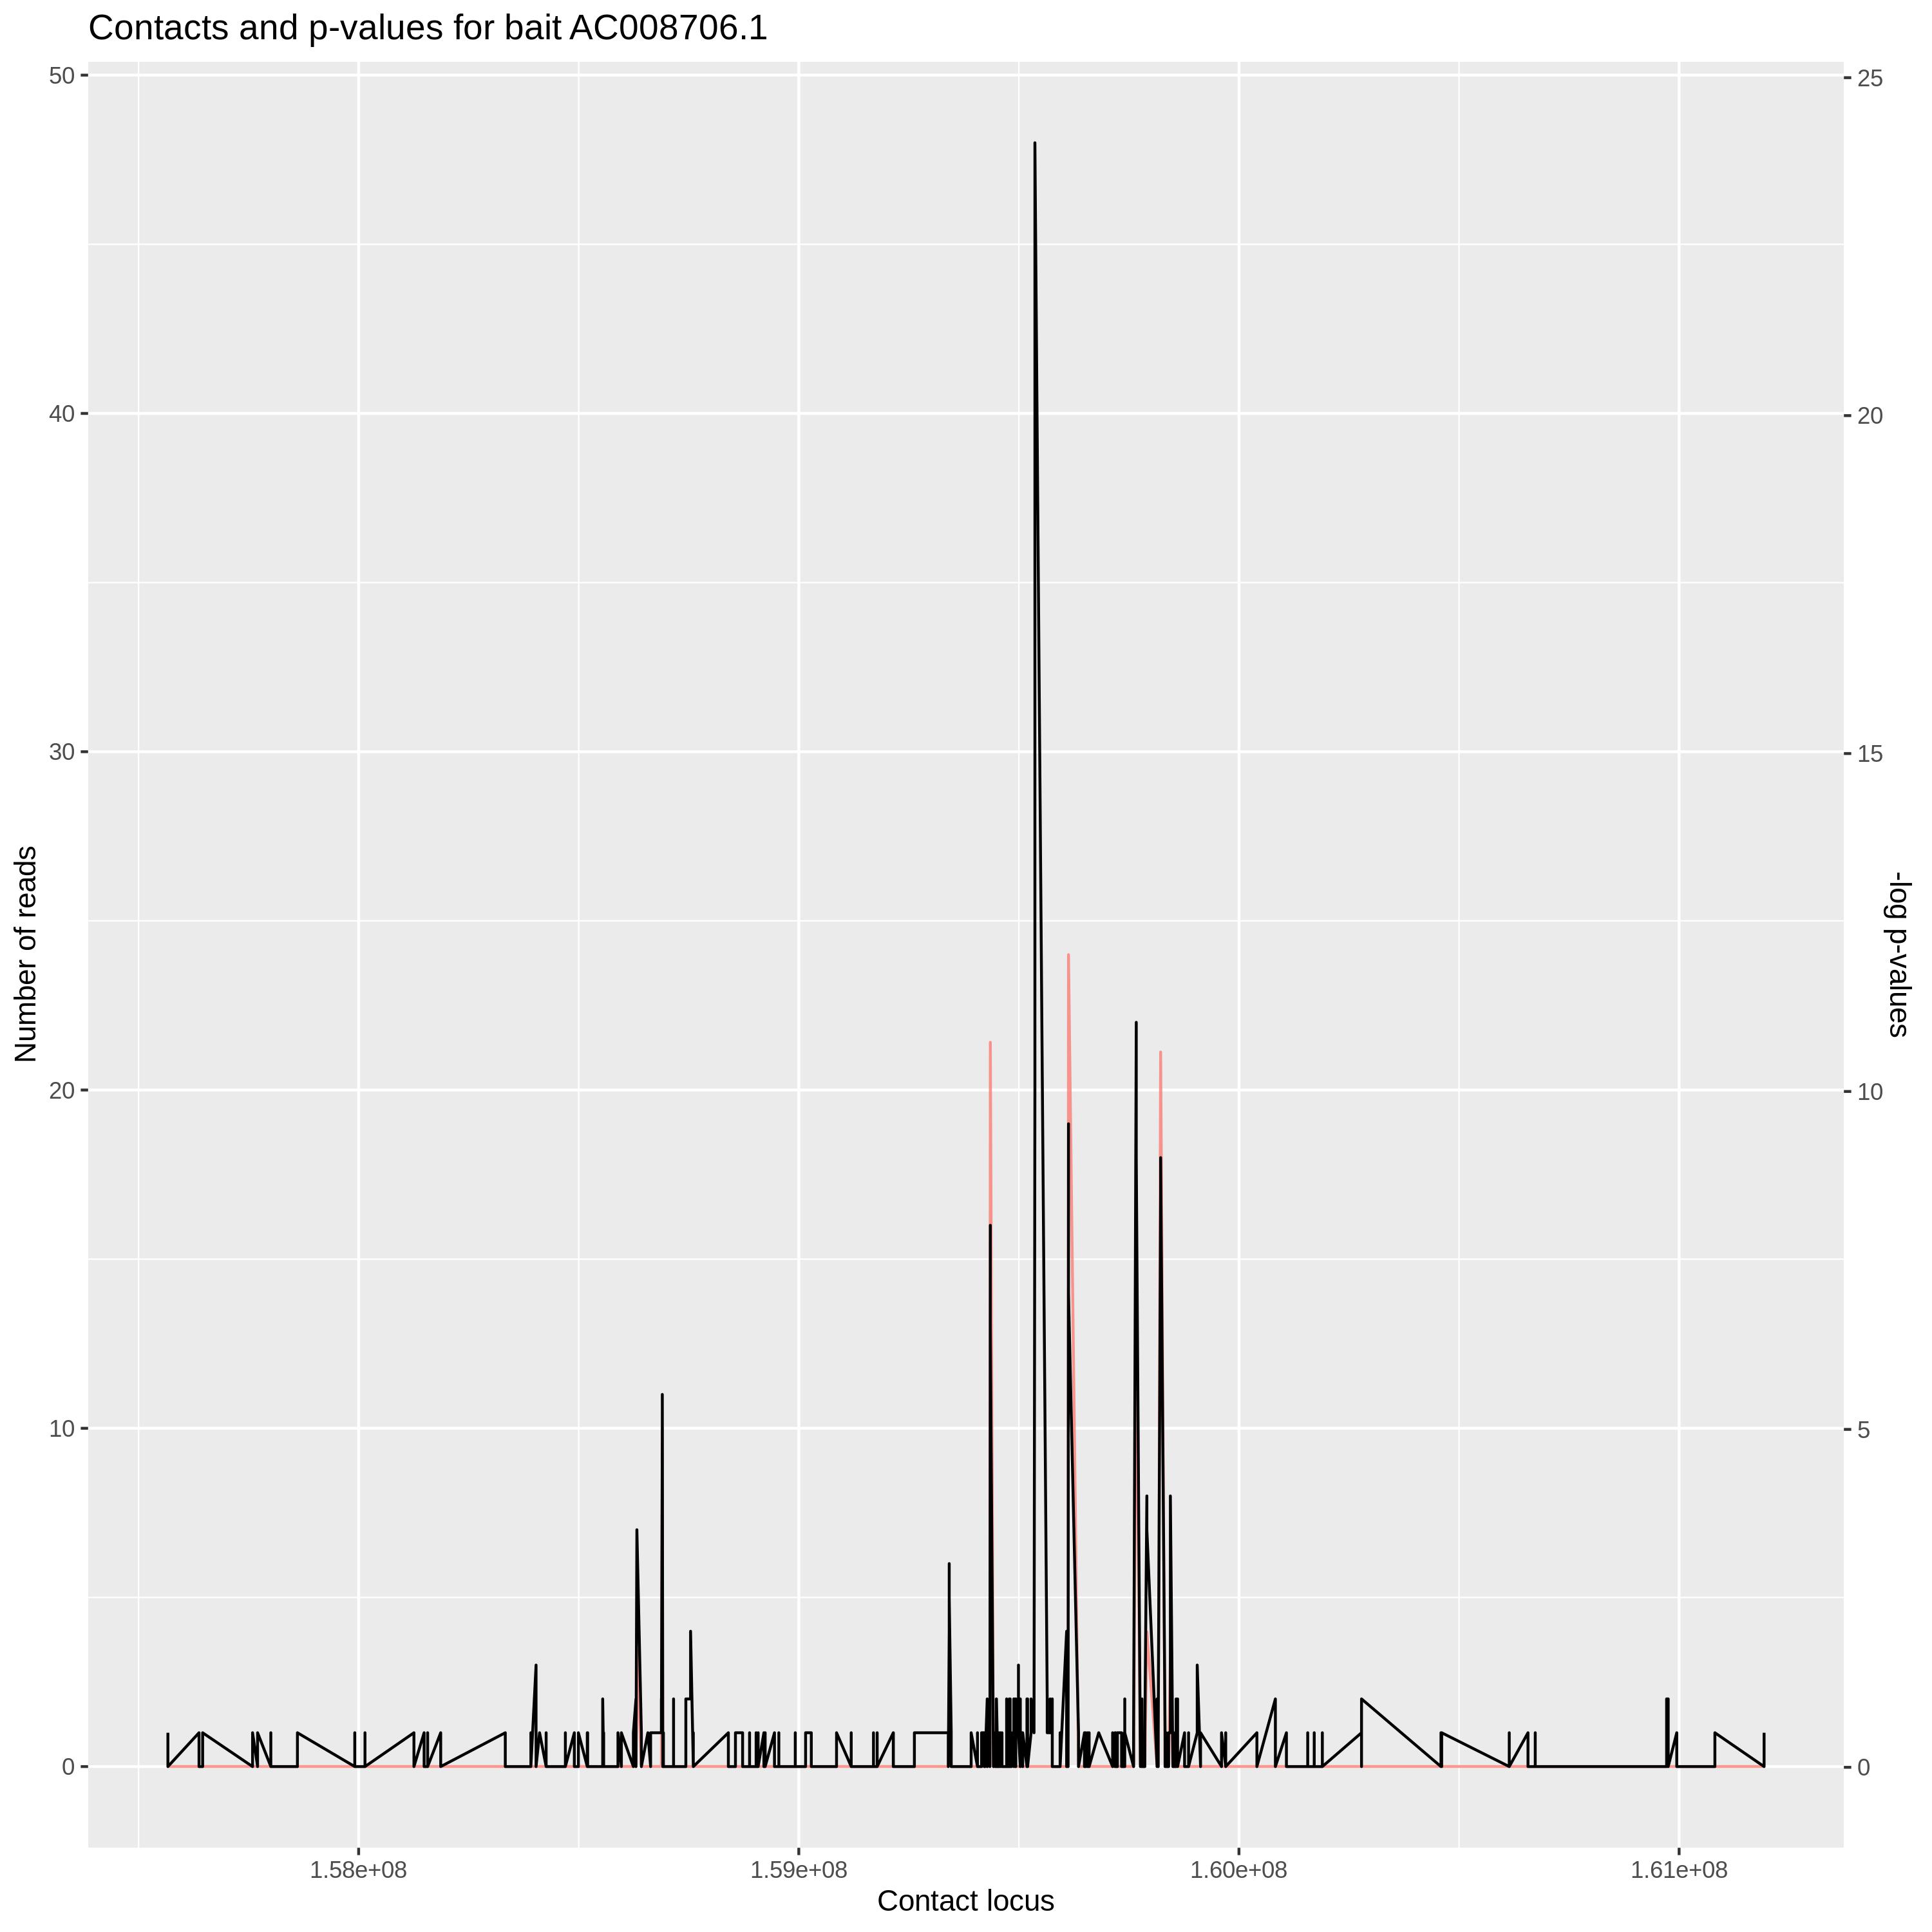 Contacts and p-values for bait AC008706.1
50
40
30
20
10
0
Number of reads
25
20
15
10
5
0
-log p-values
1.58e+08
1.59e+08
1.60e+08
1.61e+08
Contact locus